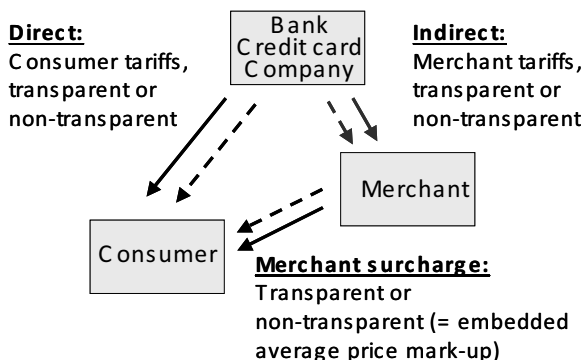 Direct:
Consumer tariffs,
transparent or
non-transparent
Bank
Credit card
Company
Indirect:
Merchant tariffs,
transparent or
non-transparent
Merchant
Consumer
Merchant surcharge:
Transparent or
non-transparent (= embedded
average price mark-up)